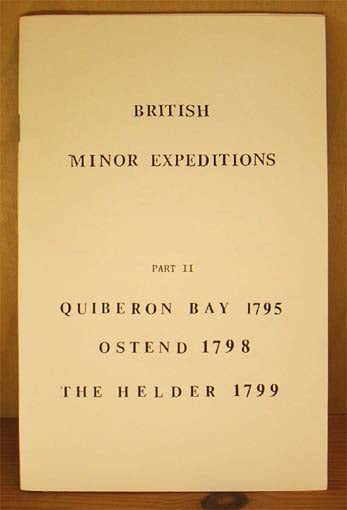 BRITISH
MINOR EXPEDITIONS
PART II
QUIBERON BAY 1795
OSTEND 1798
THE HELDER 1799